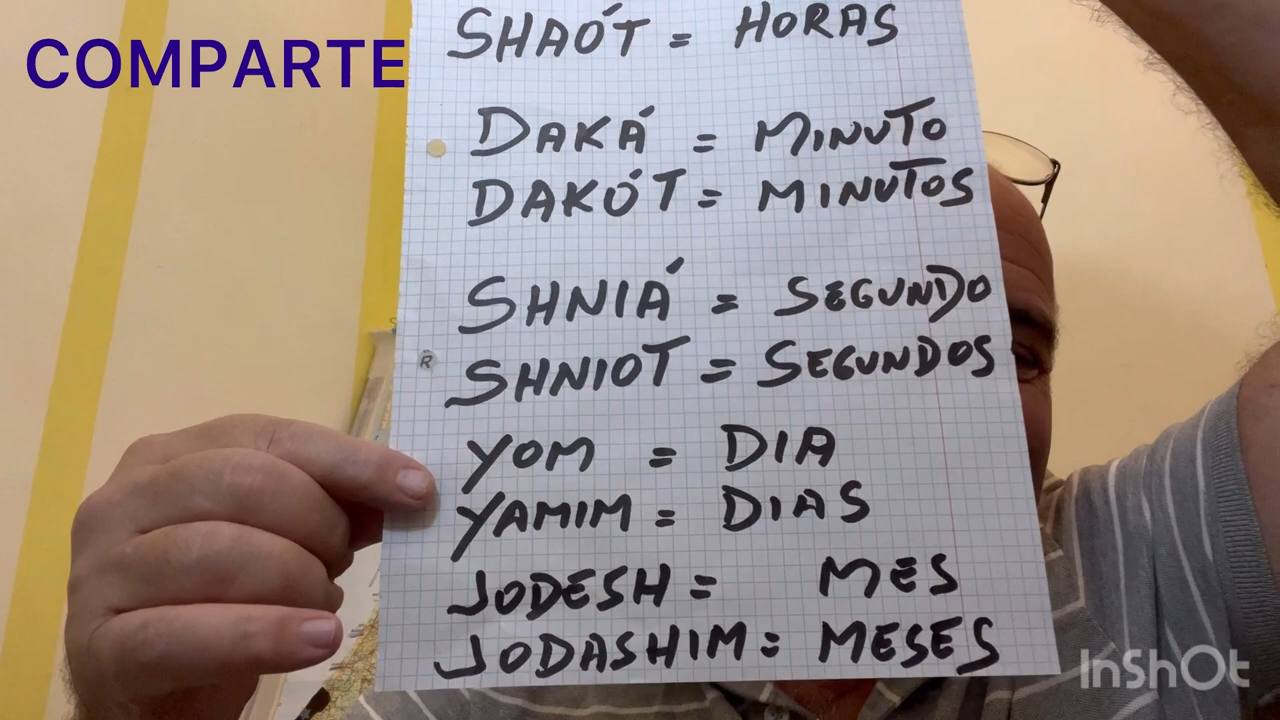 COMPARTE
SHAÓT = HORAS
DAKÁ = MINUTO
DAKÓT = MINUTOS
SHNIÁ = SEGUNDO
R
SHNIOT = SEGUNDOS
YOM = DIA
YAMIM = DIAS
JODESH = MES
JODASHIM = MESES
InShOt